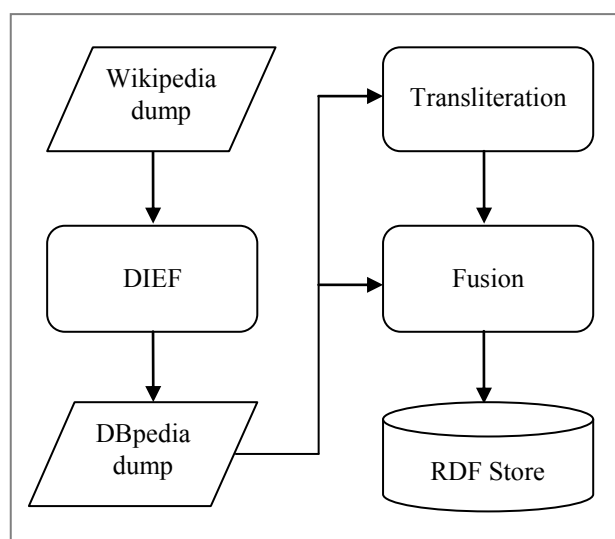 Wikipedia
dump
DIEF
DBpedia
dump
Transliteration
Fusion
RDF Store